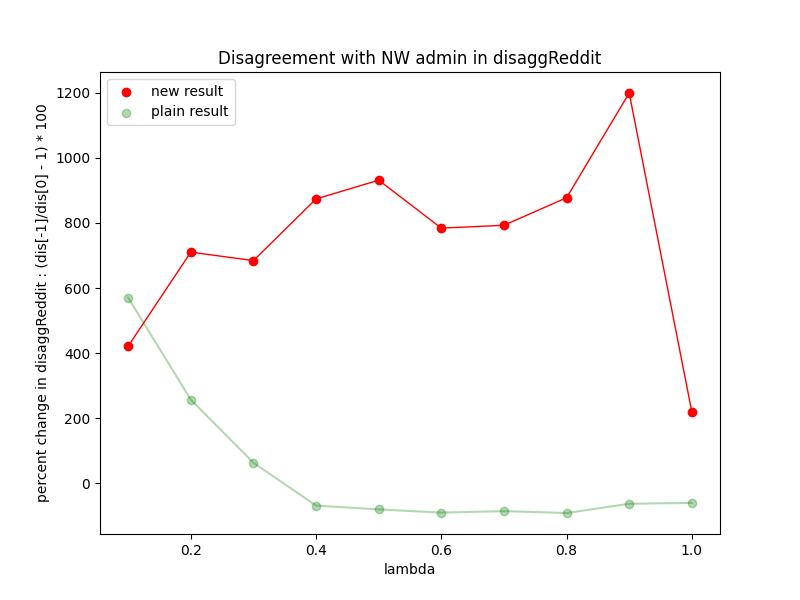 Disagreement with NW admin in disaggReddit
new result
plain result
percent change in disaggReddit : (dis[-1]/dis[0] - 1) * 100
1200
1000
800
600
400
200
0
0.2
0.4
0.6
0.8
1.0
lambda